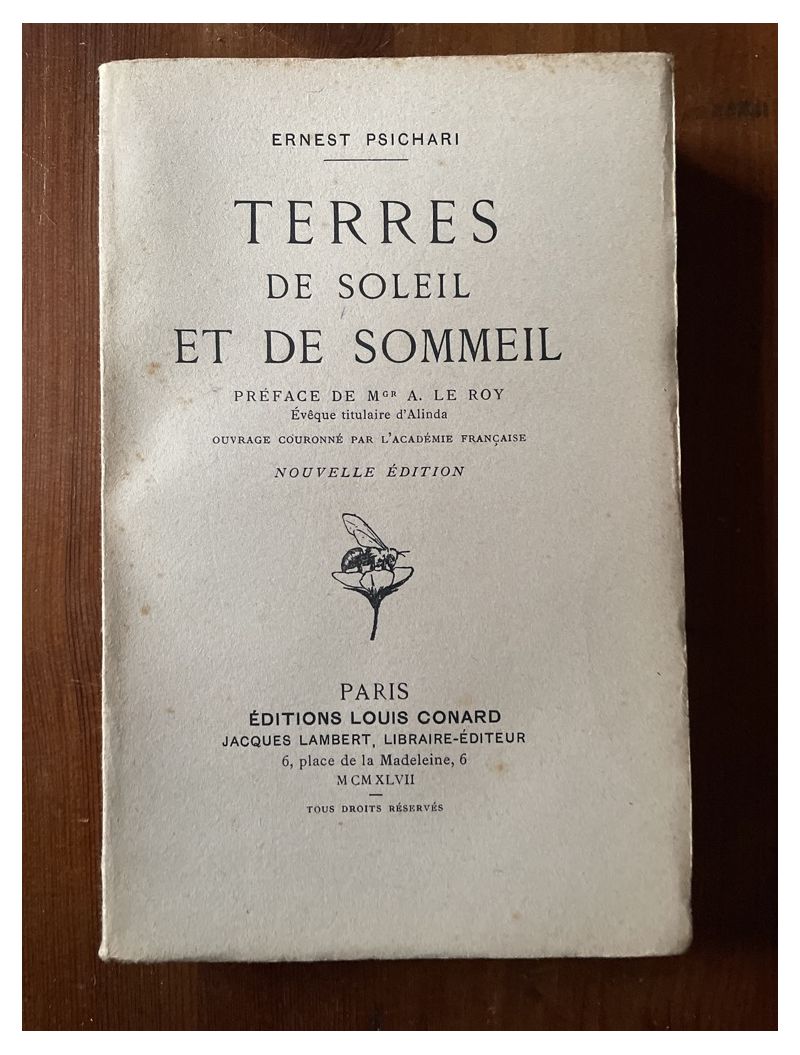 ERNEST PSICHARI
TERRES
DE SOLEIL
ET DE SOMMEIL
PRÉFACE DE MGR A. LE ROY
Évêque titulaire d'Alinda
OUVRAGE COURONNÉ PAR L'ACADÉMIE FRANÇAISE
NOUVELLE ÉDITION
PARIS
ÉDITIONS LOUIS CONARD
JACQUES LAMBERT, LIBRAIRE-ÉDITEUR
6, place de la Madeleine, 6
MCMXLVII
TOUS DROITS RÉSERVÉS